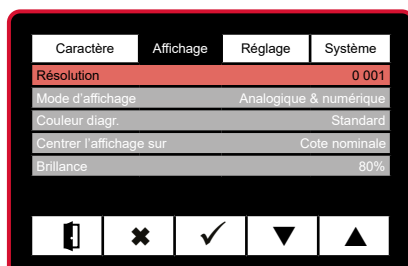 Caractère Affichage Réglage Système
Résolution 0 001
Mode d'affichage Analogique & numérique
Couleur diagr. Standard
Centrer l'affichage sur Cote nominale
Brillance 80%